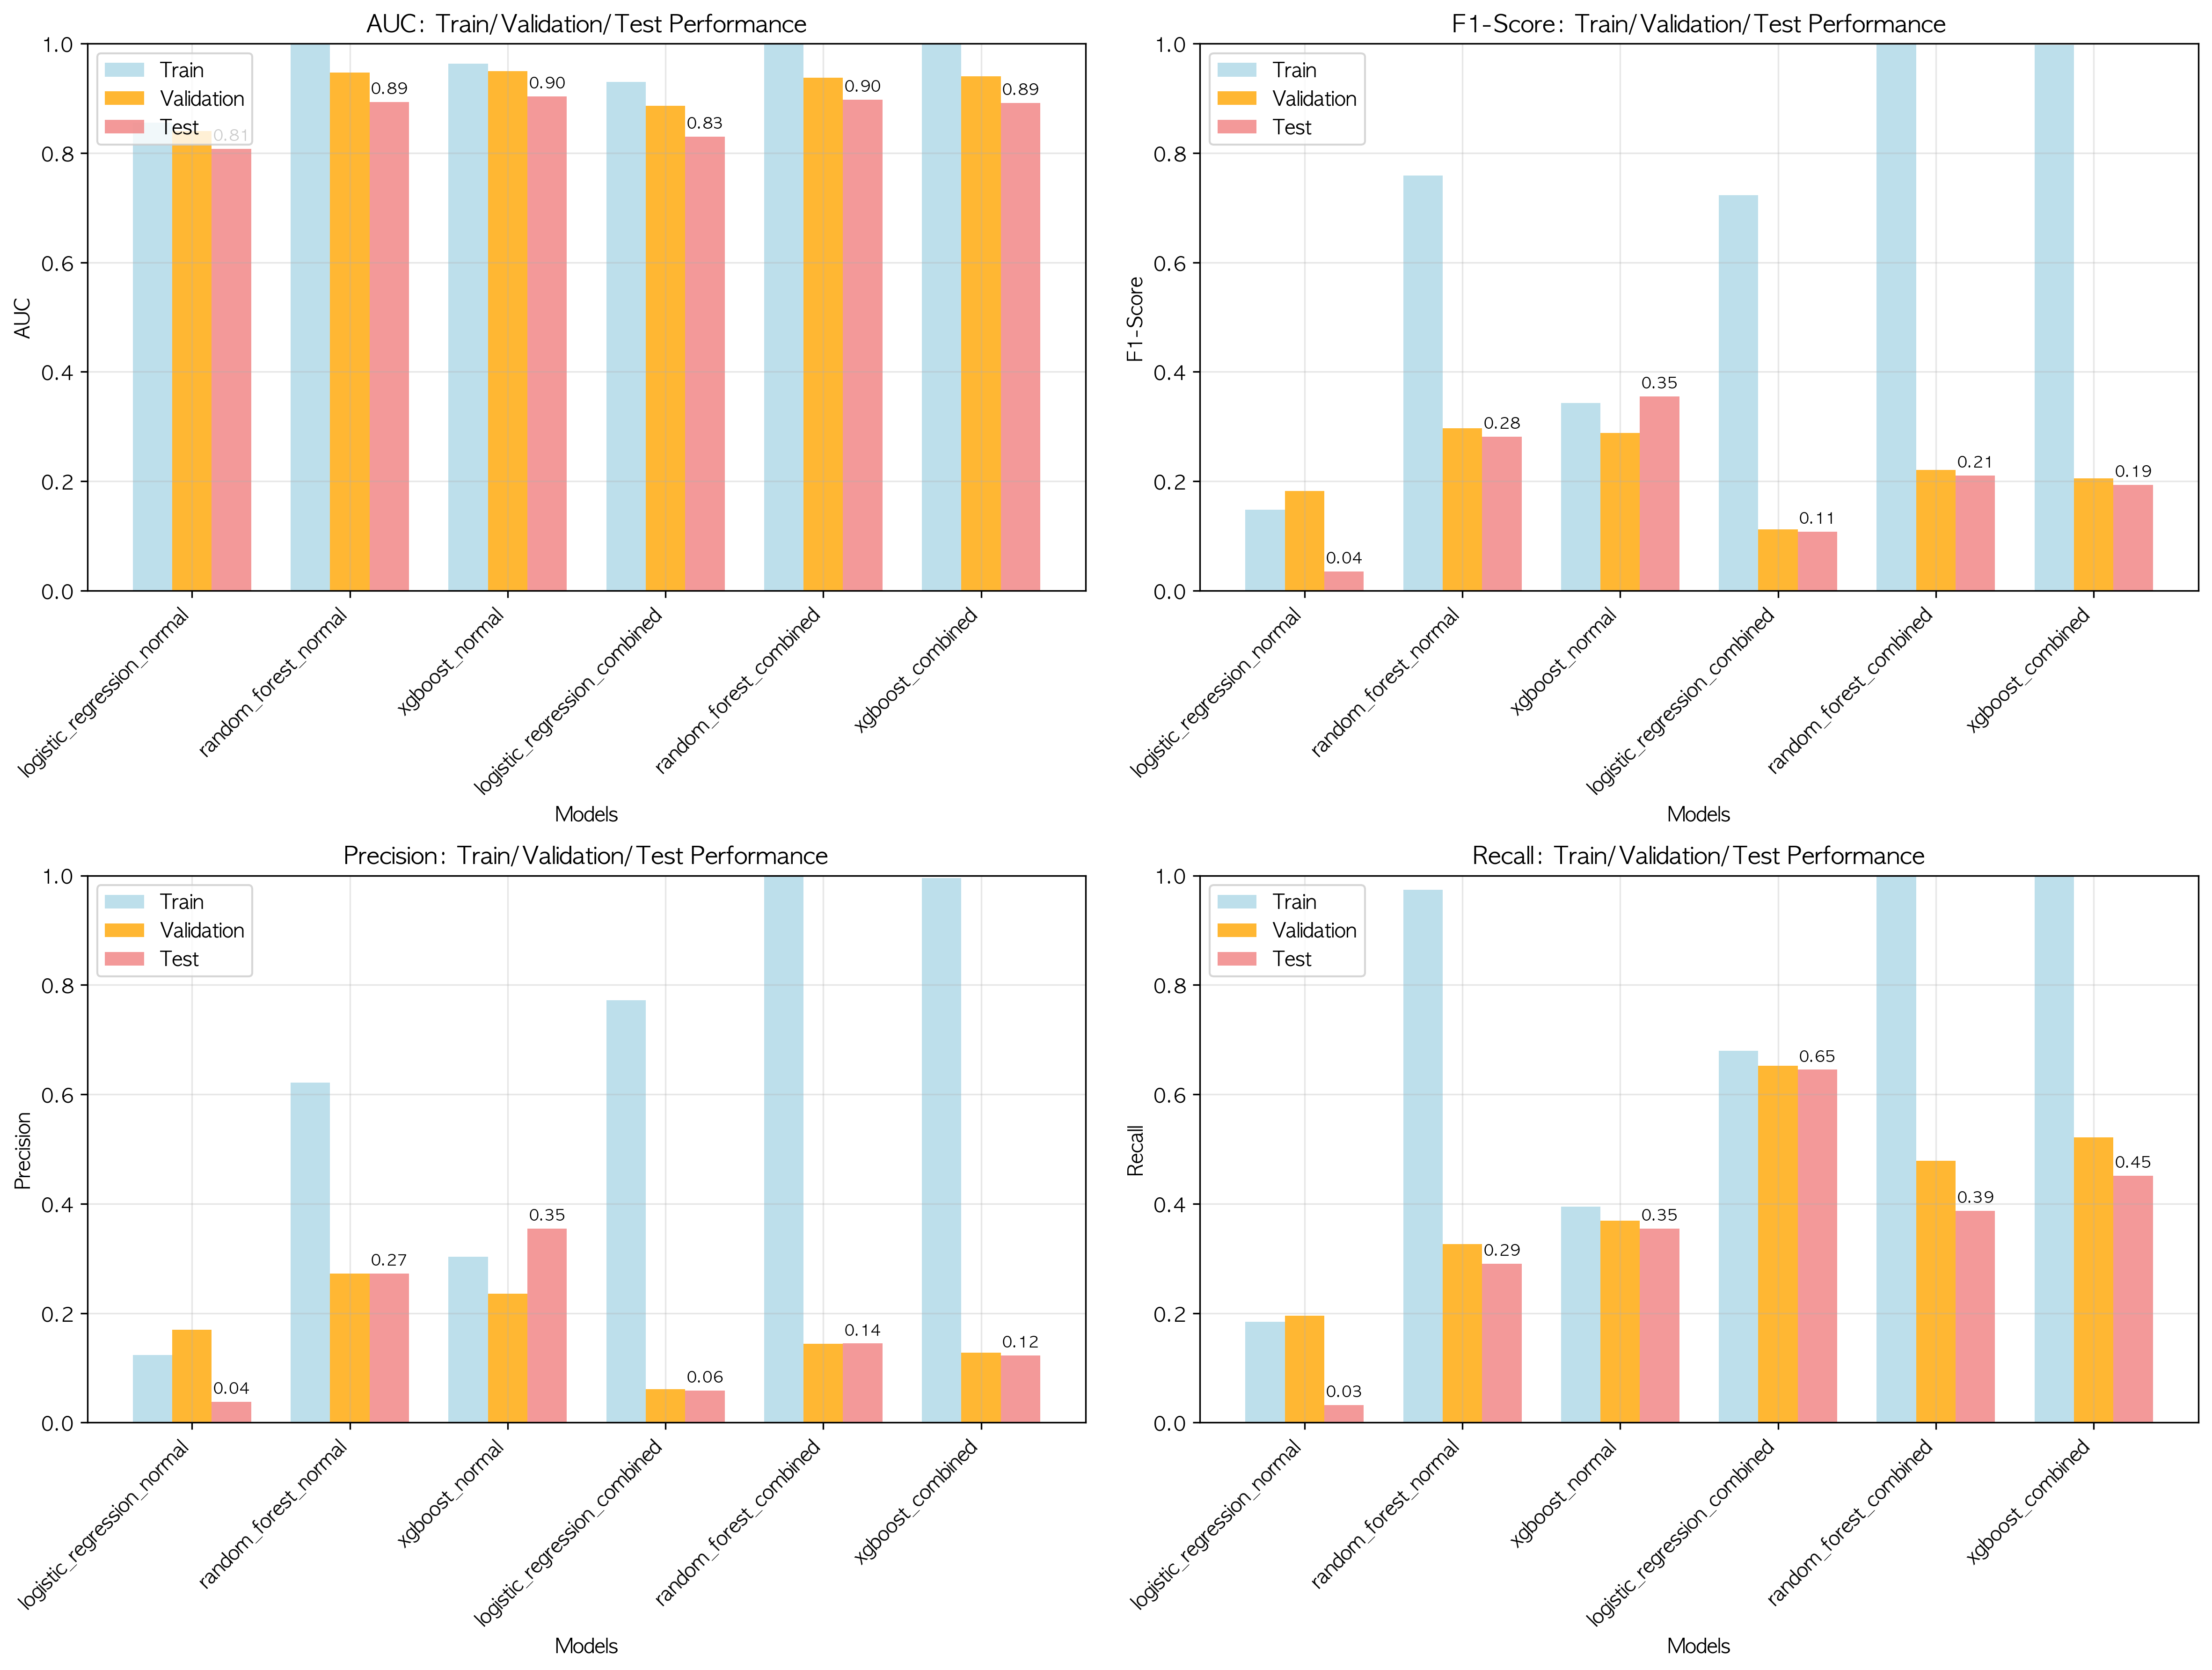 AUC: Train/Validation/Test Performance
1.0
0.8
0.6
0.4
0.2
0.0
AUC
Train
Validation
Test
0.81
0.89
0.90
0.83
0.90
0.89
logistic_regression_normal
random_forest_normal
xgboost_normal
logistic_regression_combined
random_forest_combined
xgboost_combined
Models
F1-Score: Train/Validation/Test Performance
1.0
0.8
0.6
0.4
0.2
0.0
F1-Score
Train
Validation
Test
0.04
0.28
0.35
0.11
0.21
0.19
logistic_regression_normal
random_forest_normal
xgboost_normal
logistic_regression_combined
random_forest_combined
xgboost_combined
Models
Precision: Train/Validation/Test Performance
1.0
0.8
0.6
0.4
0.2
0.0
Precision
Train
Validation
Test
0.04
0.27
0.35
0.06
0.14
0.12
logistic_regression_normal
random_forest_normal
xgboost_normal
logistic_regression_combined
random_forest_combined
xgboost_combined
Models
Recall: Train/Validation/Test Performance
1.0
0.8
0.6
0.4
0.2
0.0
Recall
Train
Validation
Test
0.03
0.29
0.35
0.65
0.39
0.45
logistic_regression_normal
random_forest_normal
xgboost_normal
logistic_regression_combined
random_forest_combined
xgboost_combined
Models